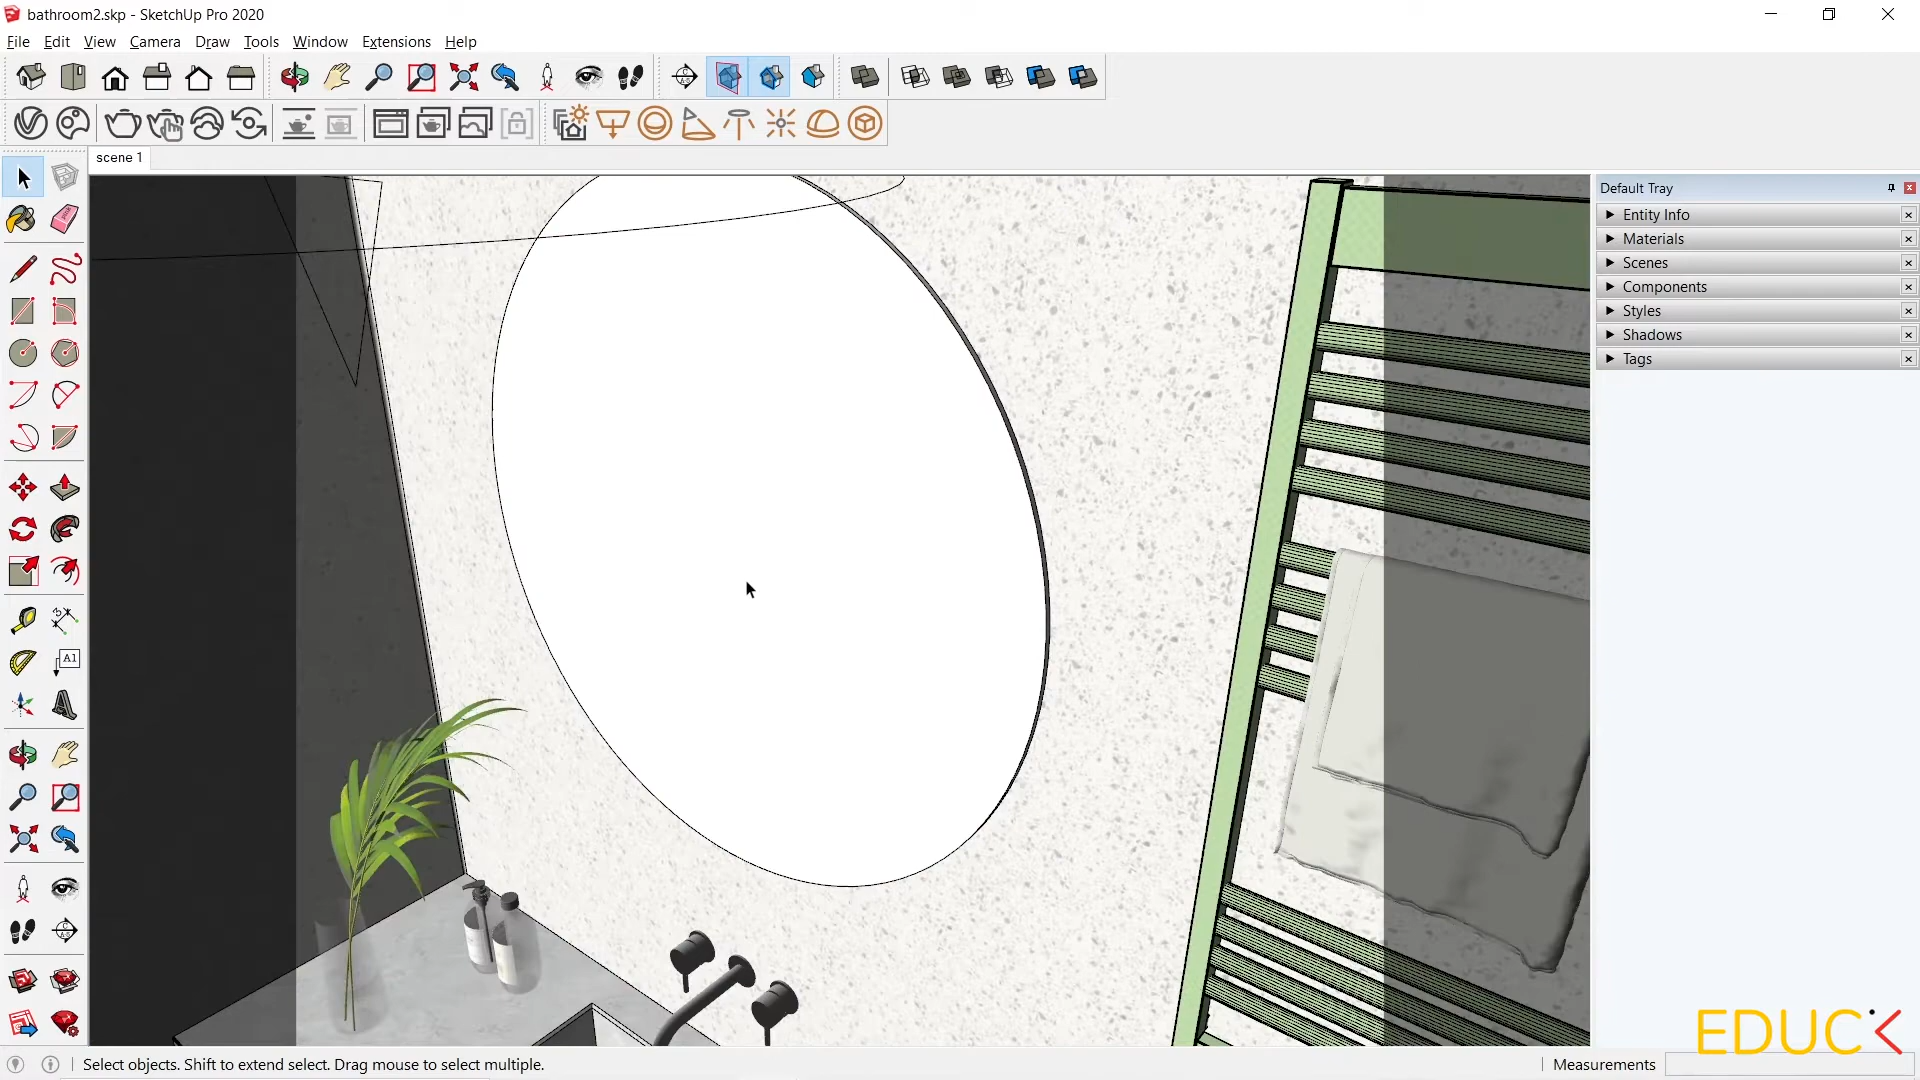 bathroom2.skp - SketchUp Pro 2020
File Edit View Camera Draw Tools Window Extensions Help
scene 1
Default Tray
Entity Info
Materials
Scenes
Components
Styles
Shadows
Tags
A1
EDUC
Select objects. Shift to extend select. Drag mouse to select multiple.
Measurements